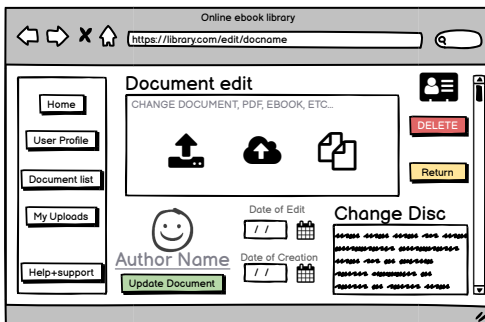 Online ebook library
https://library.com/edit/docname
Home
User Profile
Document list
My Uploads
Help+support
Document edit
CHANGE DOCUMENT, PDF, EBOOK, ETC...
DELETE
Return
Author Name
Update Document
Date of Edit
/ /
Date of Creation
/ /
Change Disc